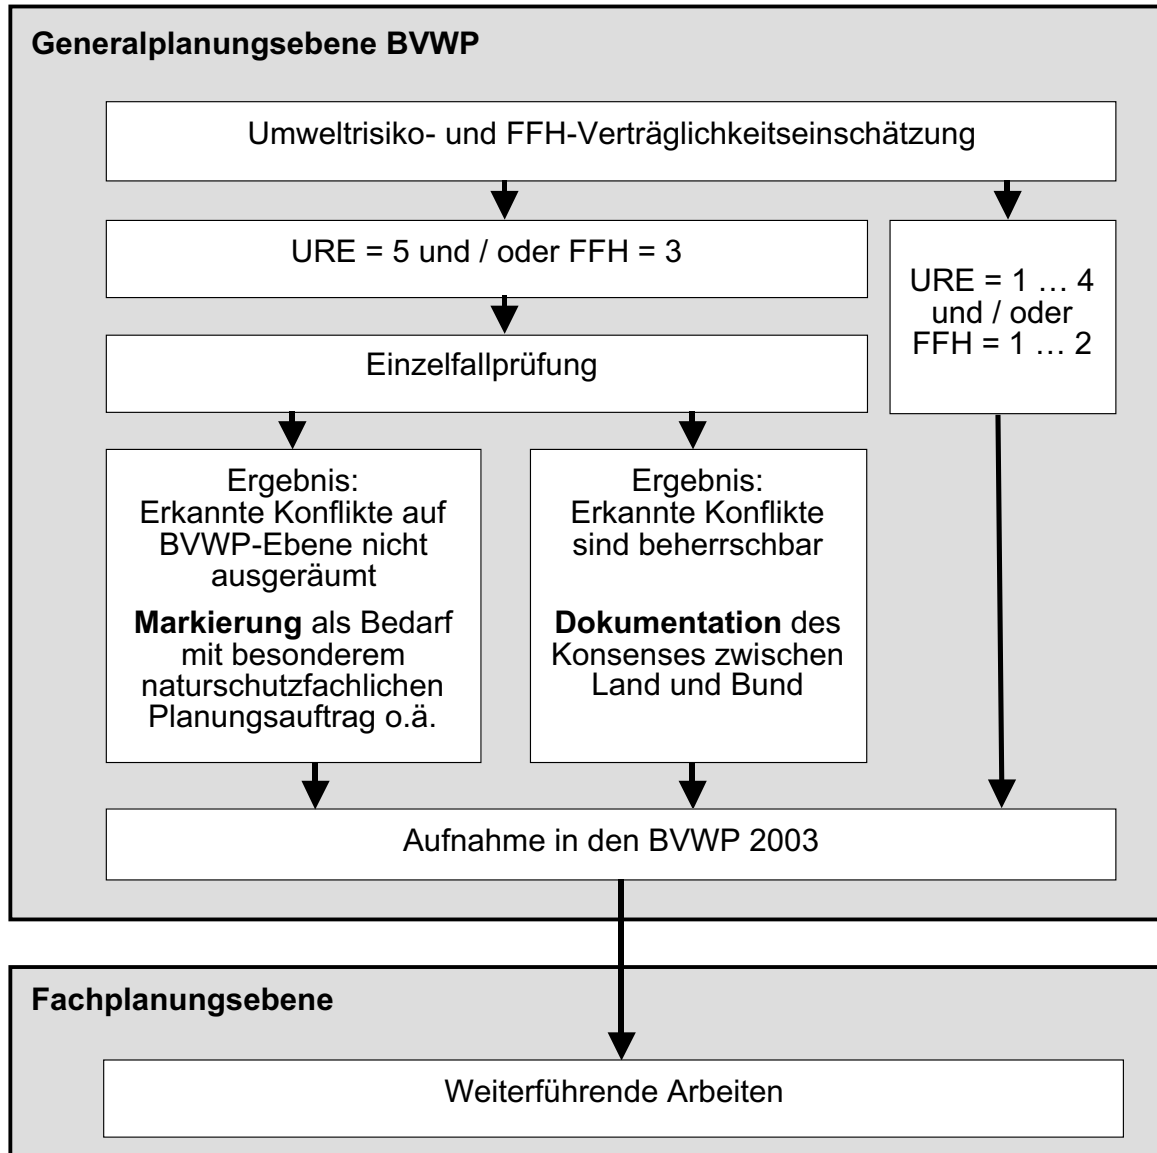 Generalplanungsebene BVWP
Umweltrisiko- und FFH-Verträglichkeitseinschätzung
URE = 5 und / oder FFH = 3
URE = 1 … 4
und / oder
FFH = 1 … 2
Einzelfallprüfung
Ergebnis:
Erkannte Konflikte auf
BVWP-Ebene nicht
ausgeräumt
Markierung als Bedarf
mit besonderem
naturschutzfachlichen
Planungsauftrag o.ä.
Ergebnis:
Erkannte Konflikte
sind beherrschbar
Dokumentation des
Konsenses zwischen
Land und Bund
Aufnahme in den BVWP 2003
Fachplanungsebene
Weiterführende Arbeiten